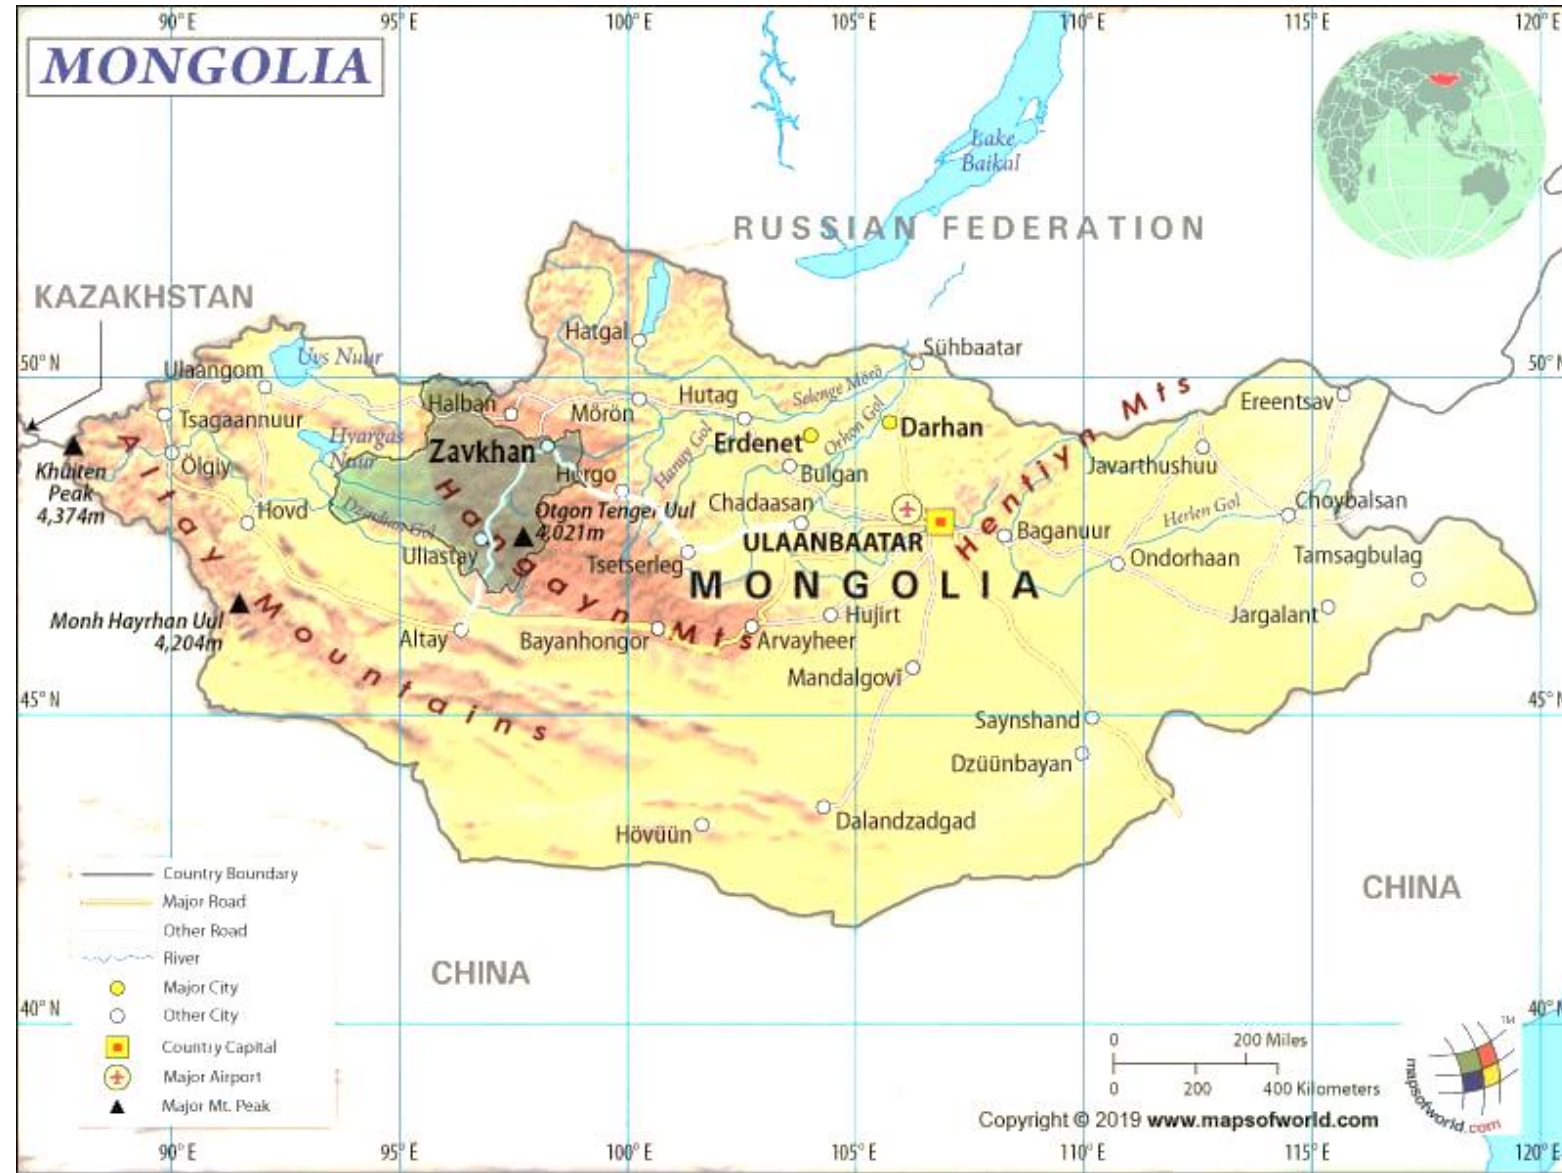 90° E
95° E
100° E
105° E
110° E
115° E
120° E
MONGOLIA
Lake
Baikal
RUSSIAN FEDERATION
KAZAKHSTAN
Hatgal
Sühbaatar
50° N
Uvs Nuur
Ulaangom
Halban
Mörön
Hutag
Selenge Mörö
Hentiyn Mts
Ereentsav
Tsagaannuur
Hyargas
Nuur
Zavkhan
Erdenet
Orhon Gol
Darhan
Khuiten
Peak
4,374m
Ölgiy
Horgo
Hanuy Gol
Bulgan
Javarthushuu
Altay Mountains
Hangayn Mts
Hovd
Dzavhan Gol
Otgon Tenger Uul
4,021m
Chadaasan
Choybalsan
Herlen Gol
Ullastay
Tsetserleg
ULAANBAATAR
Baganuur
Ondorhaan
Tamsagbulag
MONGOLIA
Monh Hayrhan Uul
4,204m
Altay
Bayanhongor
Arvayheer
Hujirt
Jargalant
Mandalgovi
45° N
45° N
Saynshand
Dzüünbayan
Hövüün
Dalandzadgad
Country Boundary
Major Road
Other Road
River
Major City
Other City
Country Capital
Major Airport
Major Mt. Peak
CHINA
CHINA
40° N
0
200 Miles
0
200
400 Kilometers
Copyright © 2019 www.mapsofworld.com
mapsofworld.com
TM
90° E
95° E
100° E
105° E
110° E
115° E
120° E